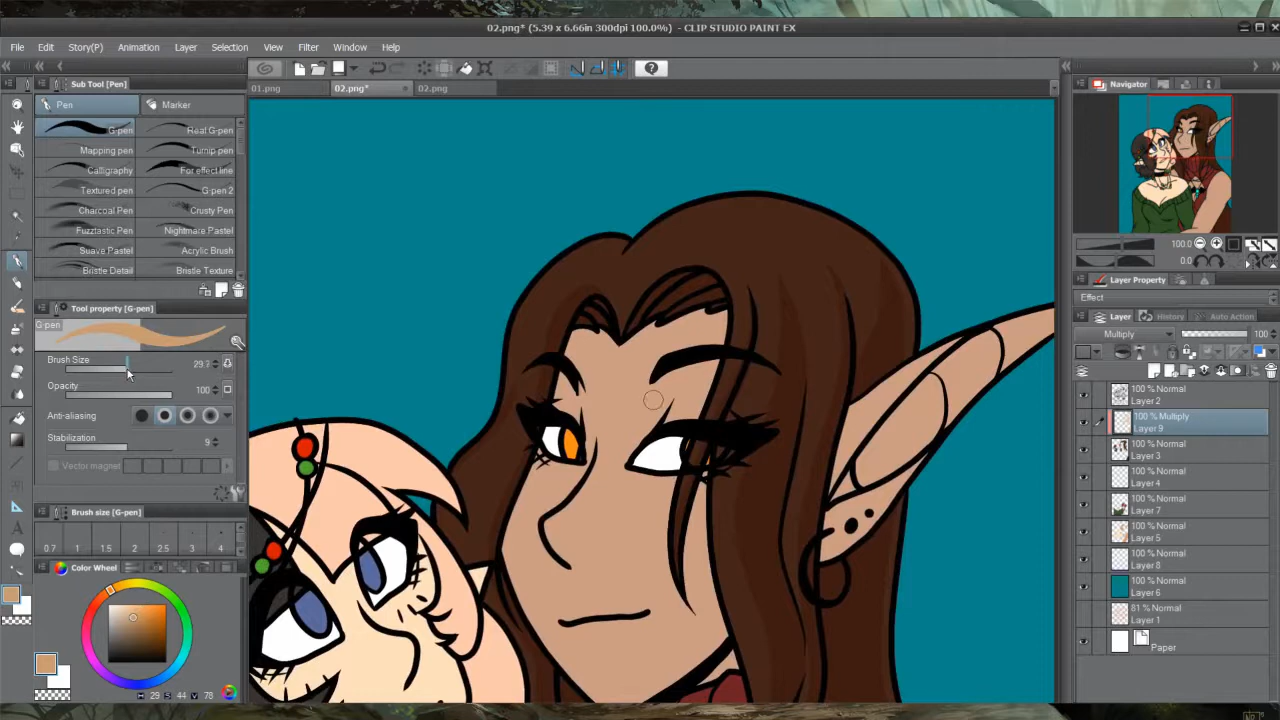 02.png* (5.39 x 6.66in 300dpi 100.0%) - CLIP STUDIO PAINT EX
File Edit Story(P) Animation Layer Selection View Filter Window Help
Sub Tool [Pen]
01.png 02.png* 02.png
Pen Marker
G-pen Real G-pen
Mapping pen Turnip pen
Calligraphy For effect line
Textured pen G-pen 2
Charcoal Pen Crusty Pen
Fuzztastic Pen Nightmare Pastel
Suave Pastel Acrylic Brush
Bristle Detail Bristle Texture
Tool property [G-pen]
G-pen
Brush Size 29.7
Opacity 100
Anti-aliasing
Stabilization 9
Vector magnet
Brush size [G-pen]
0.7 1 1.5 2 2.5 3 4
Color Wheel
H 29 S 44 V 78
Navigator
100.0
0.0
Layer Property
Effect
Layer History Auto Action
Multiply 100
100 % Normal
Layer 2
100 % Multiply
Layer 9
100 % Normal
Layer 3
100 % Normal
Layer 4
100 % Normal
Layer 7
100 % Normal
Layer 5
100 % Normal
Layer 8
100 % Normal
Layer 6
81 % Normal
Layer 1
Paper